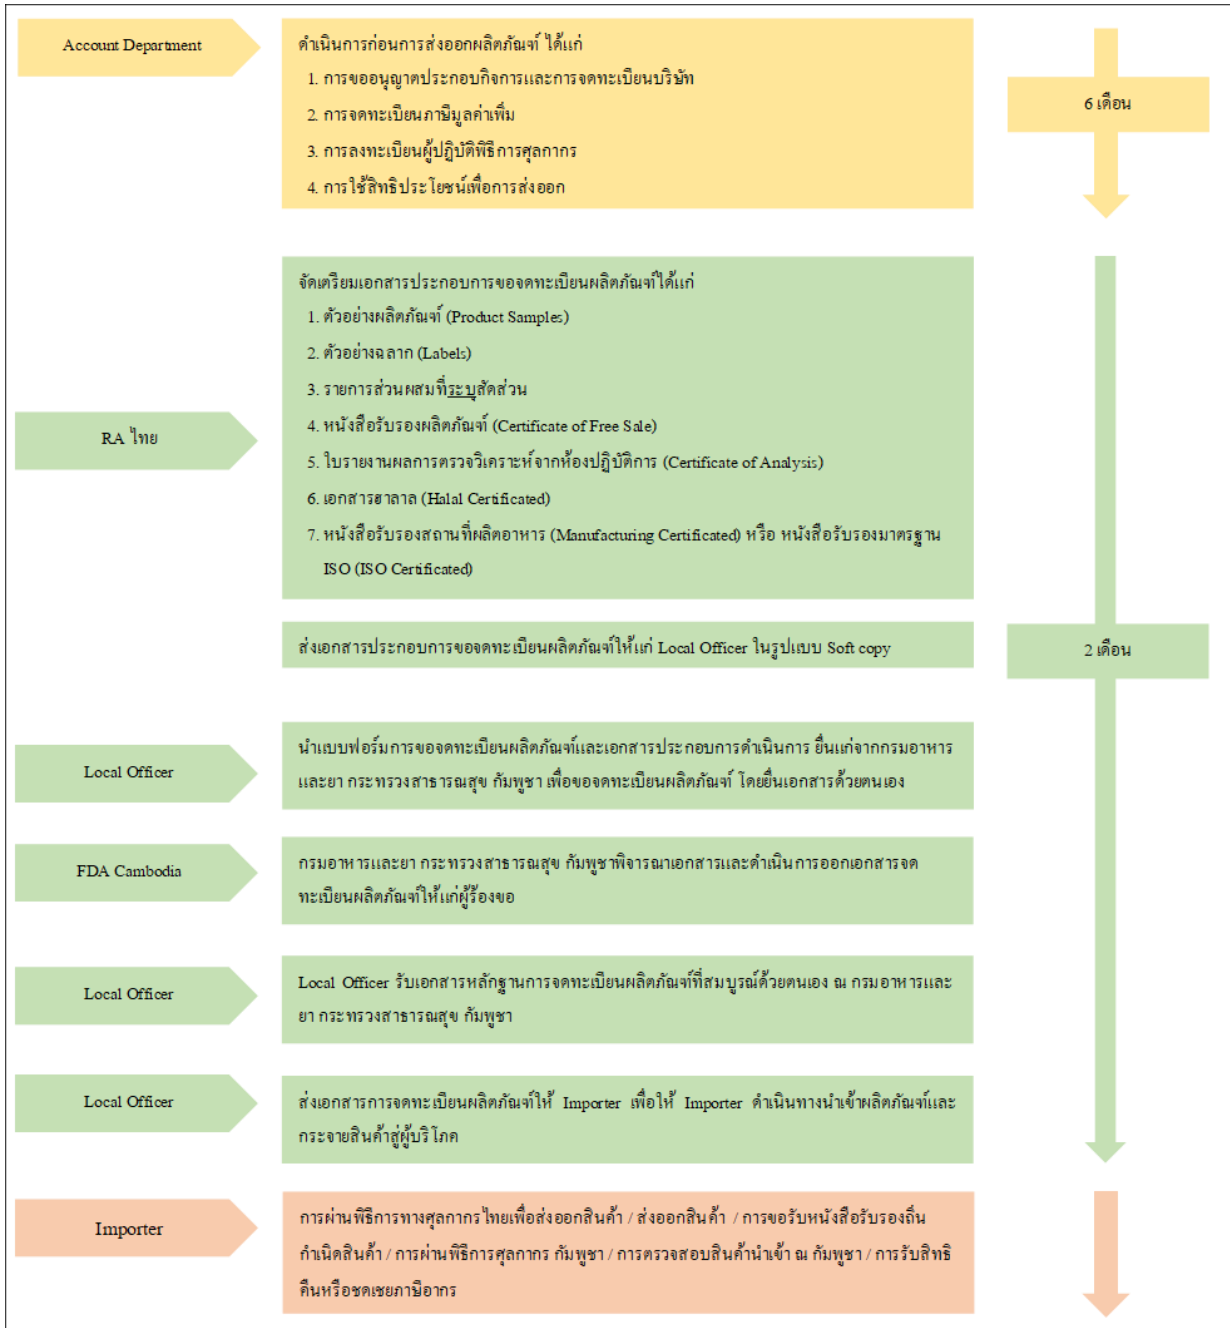 Account Department
ดำเนินการก่อนการส่งออกผลิตภัณฑ์ ได้แก่
1. การขออนุญาตประกอบกิจการและการจดทะเบียนบริษัท
2. การจดทะเบียนภาษีมูลค่าเพิ่ม
3. การลงทะเบียนผู้ปฏิบัติพิธีการศุลกากร
4. การใช้สิทธิประโยชน์เพื่อการส่งออก
6 เดือน
RA ไทย
จัดเตรียมเอกสารประกอบการขอจดทะเบียนผลิตภัณฑ์ได้แก่
1. ตัวอย่างผลิตภัณฑ์ (Product Samples)
2. ตัวอย่างฉลาก (Labels)
3. รายการส่วนผสมที่ระบุสัดส่วน
4. หนังสือรับรองผลิตภัณฑ์ (Certificate of Free Sale)
5. ใบรายงานผลการตรวจวิเคราะห์จากห้องปฏิบัติการ (Certificate of Analysis)
6. เอกสารฮาลาล (Halal Certificated)
7. หนังสือรับรองสถานที่ผลิตอาหาร (Manufacturing Certificated) หรือ หนังสือรับรองมาตรฐาน
ISO (ISO Certificated)
ส่งเอกสารประกอบการขอจดทะเบียนผลิตภัณฑ์ให้แก่ Local Officer ในรูปแบบ Soft copy
2 เดือน
Local Officer
นำแบบฟอร์มการขอจดทะเบียนผลิตภัณฑ์และเอกสารประกอบการดำเนินการ ยื่นแก่จากกรมอาหาร
และยา กระทรวงสาธารณสุข กัมพูชา เพื่อขอจดทะเบียนผลิตภัณฑ์ โดยยื่นเอกสารด้วยตนเอง
FDA Cambodia
กรมอาหารและยา กระทรวงสาธารณสุข กัมพูชาพิจารณาเอกสารและดำเนินการออกเอกสารจด
ทะเบียนผลิตภัณฑ์ให้แก่ผู้ร้องขอ
Local Officer
Local Officer รับเอกสารหลักฐานการจดทะเบียนผลิตภัณฑ์ที่สมบูรณ์ด้วยตนเอง ณ กรมอาหารและ
ยา กระทรวงสาธารณสุข กัมพูชา
Local Officer
ส่งเอกสารการจดทะเบียนผลิตภัณฑ์ให้ Importer เพื่อให้ Importer ดำเนินทางนำเข้าผลิตภัณฑ์และ
กระจายสินค้าสู่ผู้บริโภค
Importer
การผ่านพิธีการทางศุลกากรไทยเพื่อส่งออกสินค้า / ส่งออกสินค้า / การขอรับหนังสือรับรองถิ่น
กำเนิดสินค้า / การผ่านพิธีการศุลกากร กัมพูชา / การตรวจสอบสินค้านำเข้า ณ กัมพูชา / การรับสิทธิ
คืนหรือชดเชยภาษีอากร